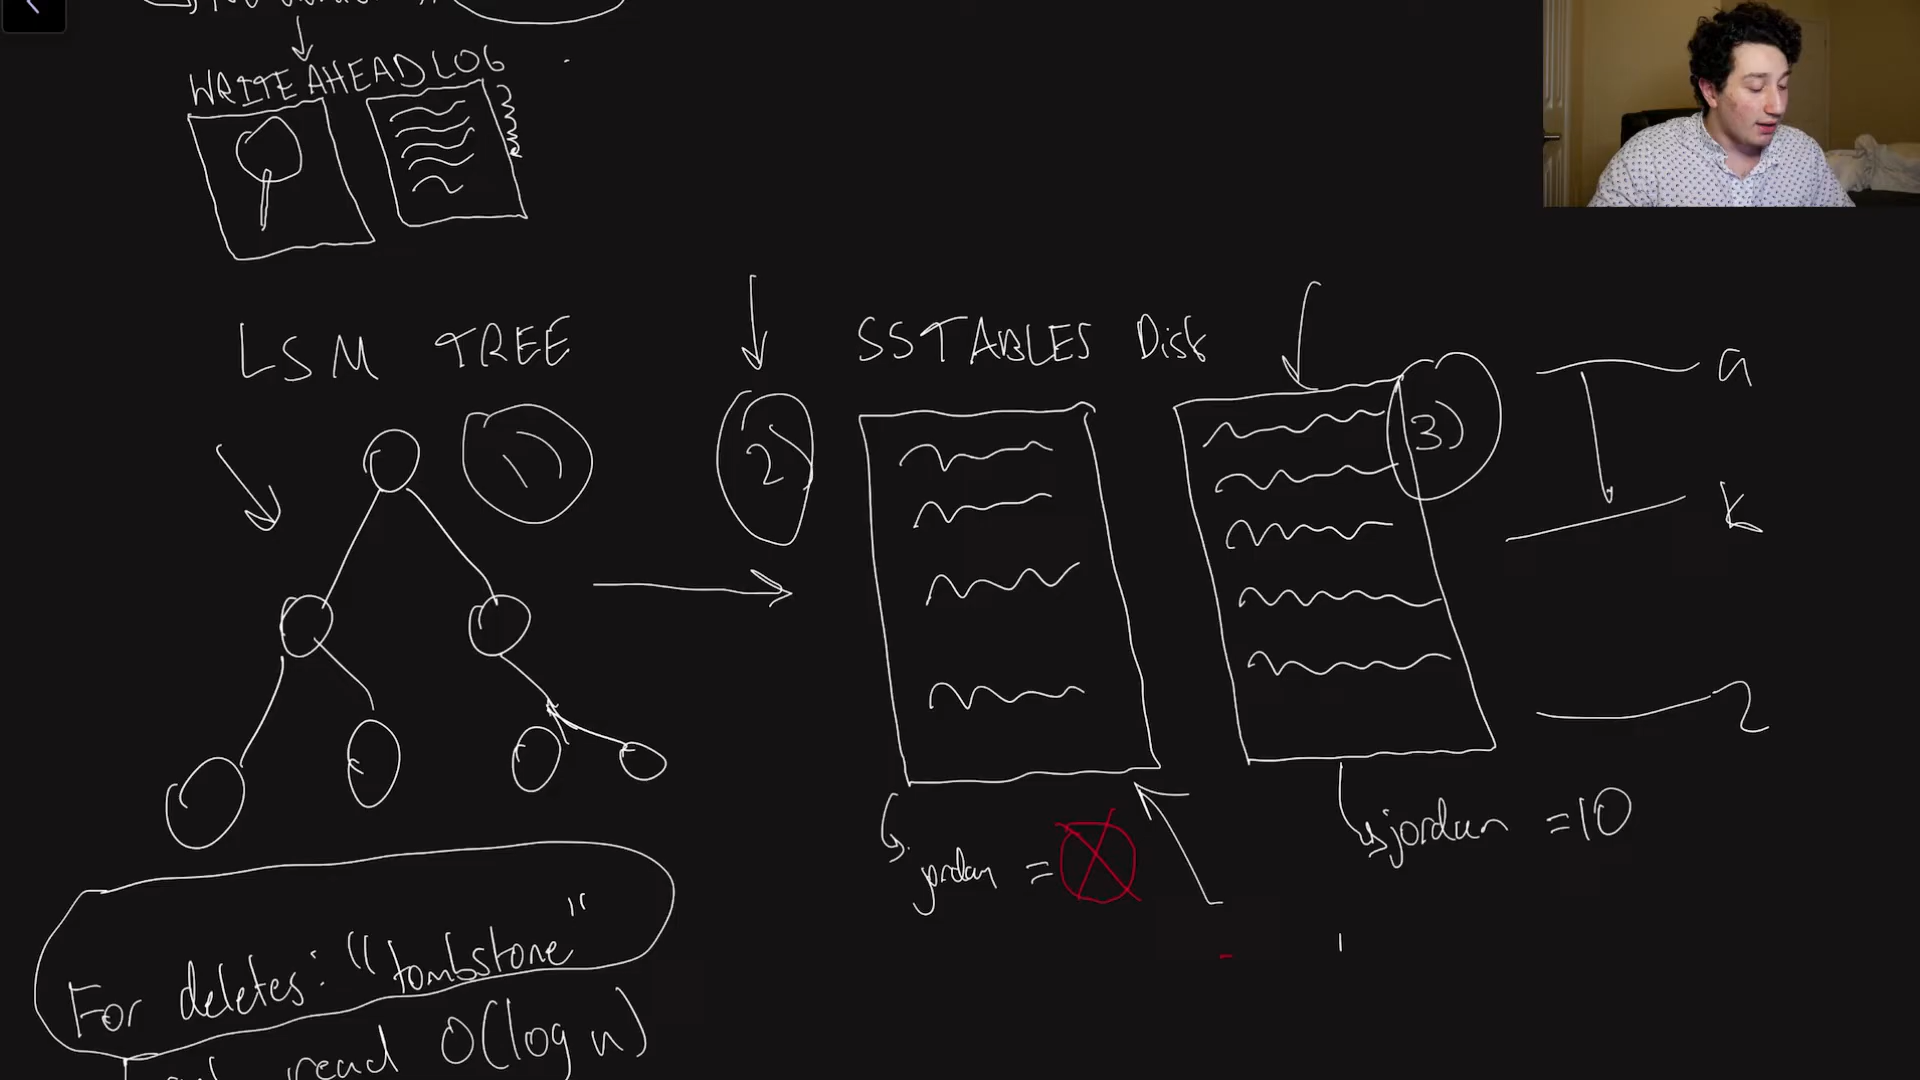 WRITE AHEAD LOG
LSM TREE
SSTABLES Disk
1)
2)
3)
a
k
z
jordan =
jordan = 10
For deletes: "tombstone"
read O(log n)